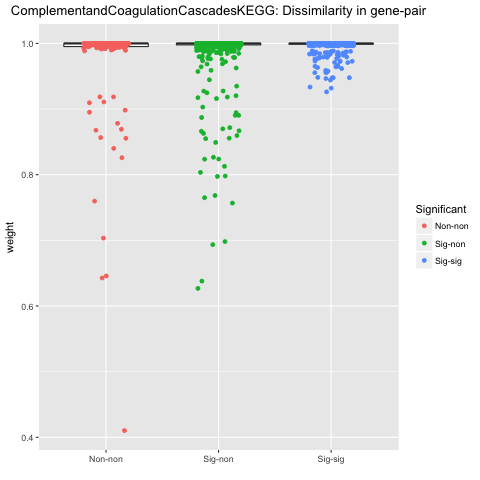 ComplementandCoagulationCascadesKEGG: Dissimilarity in gene-pair
1.0
0.8
0.6
0.4
weight
Non-non
Sig-non
Sig-sig
Significant
Non-non
Sig-non
Sig-sig